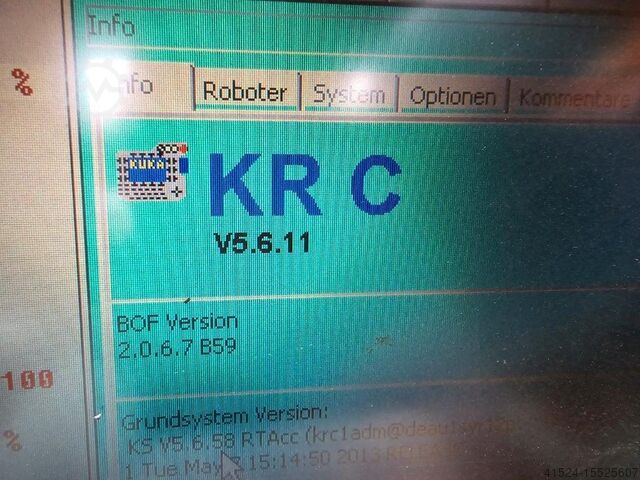 Info
Info
Roboter
System
Optionen
Kommentare
%
KUKA
KR C
V5.6.11
BOF Version
2.0.6.7 B59
100
%
Grundsystem Version:
KS V5.6.58 RTAcc (krc1adm@
1 Tue May 15:14:50 2013
41524-15525607